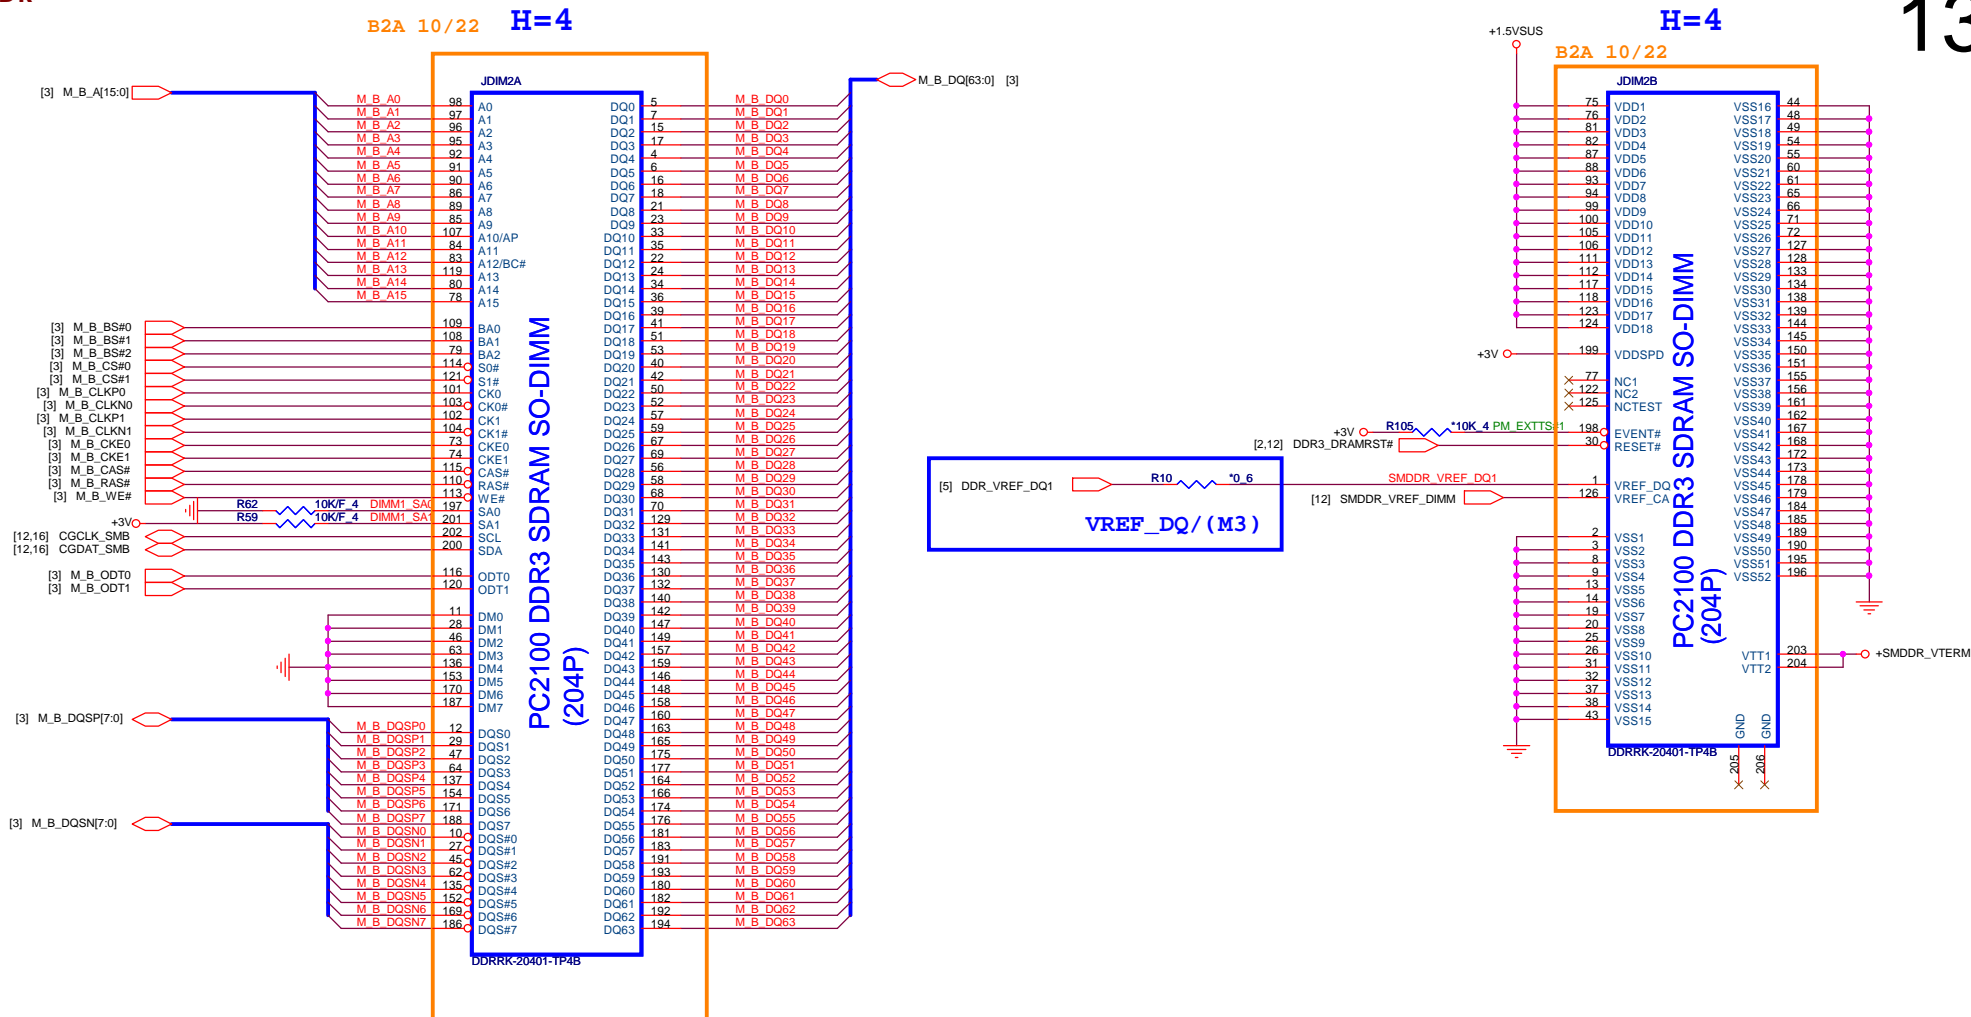 H=4
B2A 10/22
JDIM2A
[3] M_B_A[15:0]
M_B_DQ[63:0] [3]
M_B_A0 98 A0 DQ0 5 M_B_DQ0
M_B_A1 97 A1 DQ1 7 M_B_DQ1
M_B_A2 96 A2 DQ2 15 M_B_DQ2
M_B_A3 95 A3 DQ3 17 M_B_DQ3
M_B_A4 92 A4 DQ4 4 M_B_DQ4
M_B_A5 91 A5 DQ5 6 M_B_DQ5
M_B_A6 90 A6 DQ6 16 M_B_DQ6
M_B_A7 86 A7 DQ7 18 M_B_DQ7
M_B_A8 89 A8 DQ8 21 M_B_DQ8
M_B_A9 85 A9 DQ9 23 M_B_DQ9
M_B_A10 107 A10/AP DQ10 33 M_B_DQ10
M_B_A11 84 A11 DQ11 35 M_B_DQ11
M_B_A12 83 A12/BC# DQ12 22 M_B_DQ12
M_B_A13 119 A13 DQ13 24 M_B_DQ13
M_B_A14 80 A14 DQ14 34 M_B_DQ14
M_B_A15 78 A15 DQ15 36 M_B_DQ15
DQ16 39 M_B_DQ16
[3] M_B_BS#0 109 BA0 DQ17 41 M_B_DQ17
[3] M_B_BS#1 108 BA1 DQ18 51 M_B_DQ18
[3] M_B_BS#2 79 BA2 DQ19 53 M_B_DQ19
[3] M_B_CS#0 114 S0# DQ20 40 M_B_DQ20
[3] M_B_CS#1 121 S1# DQ21 42 M_B_DQ21
[3] M_B_CLKP0 101 CK0 DQ22 50 M_B_DQ22
[3] M_B_CLKN0 103 CK0# DQ23 52 M_B_DQ23
[3] M_B_CLKP1 102 CK1 DQ24 57 M_B_DQ24
[3] M_B_CLKN1 104 CK1# DQ25 59 M_B_DQ25
[3] M_B_CKE0 73 CKE0 DQ26 67 M_B_DQ26
[3] M_B_CKE1 74 CKE1 DQ27 69 M_B_DQ27
[3] M_B_CAS# 115 CAS# DQ28 56 M_B_DQ28
[3] M_B_RAS# 110 RAS# DQ29 58 M_B_DQ29
[3] M_B_WE# 113 WE# DQ30 68 M_B_DQ30
R62 10K/F_4 DIMM1_SA0 197 SA0 DQ31 70 M_B_DQ31
+3V R59 10K/F_4 DIMM1_SA1 201 SA1 DQ32 129 M_B_DQ32
[12,16] CGCLK_SMB 202 SCL DQ33 131 M_B_DQ33
[12,16] CGDAT_SMB 200 SDA DQ34 141 M_B_DQ34
DQ35 143 M_B_DQ35
[3] M_B_ODT0 116 ODT0 DQ36 130 M_B_DQ36
[3] M_B_ODT1 120 ODT1 DQ37 132 M_B_DQ37
DQ38 140 M_B_DQ38
11 DM0 DQ39 142 M_B_DQ39
28 DM1 DQ40 147 M_B_DQ40
46 DM2 DQ41 149 M_B_DQ41
63 DM3 DQ42 157 M_B_DQ42
136 DM4 DQ43 159 M_B_DQ43
153 DM5 DQ44 146 M_B_DQ44
170 DM6 DQ45 148 M_B_DQ45
187 DM7 DQ46 158 M_B_DQ46
[3] M_B_DQSP[7:0] DQ47 160 M_B_DQ47
M_B_DQSP0 12 DQS0 DQ48 163 M_B_DQ48
M_B_DQSP1 29 DQS1 DQ49 165 M_B_DQ49
M_B_DQSP2 47 DQS2 DQ50 175 M_B_DQ50
M_B_DQSP3 64 DQS3 DQ51 177 M_B_DQ51
M_B_DQSP4 137 DQS4 DQ52 164 M_B_DQ52
M_B_DQSP5 154 DQS5 DQ53 166 M_B_DQ53
M_B_DQSP6 171 DQS6 DQ54 174 M_B_DQ54
M_B_DQSP7 188 DQS7 DQ55 176 M_B_DQ55
[3] M_B_DQSN[7:0]
M_B_DQSN0 10 DQS#0 DQ56 181 M_B_DQ56
M_B_DQSN1 27 DQS#1 DQ57 183 M_B_DQ57
M_B_DQSN2 45 DQS#2 DQ58 191 M_B_DQ58
M_B_DQSN3 62 DQS#3 DQ59 193 M_B_DQ59
M_B_DQSN4 135 DQS#4 DQ60 180 M_B_DQ60
M_B_DQSN5 152 DQS#5 DQ61 182 M_B_DQ61
M_B_DQSN6 169 DQS#6 DQ62 192 M_B_DQ62
M_B_DQSN7 186 DQS#7 DQ63 194 M_B_DQ63
PC2100 DDR3 SDRAM SO-DIMM
(204P)
DDRRK-20401-TP4B
[5] DDR_VREF_DQ1 R10 *0_6
VREF_DQ/(M3)
H=4
13
+1.5VSUS
B2A 10/22
JDIM2B
75 VDD1 VSS16 44
76 VDD2 VSS17 48
81 VDD3 VSS18 49
82 VDD4 VSS19 54
87 VDD5 VSS20 55
88 VDD6 VSS21 60
93 VDD7 VSS22 61
94 VDD8 VSS23 65
99 VDD9 VSS24 66
100 VDD10 VSS25 71
105 VDD11 VSS26 72
106 VDD12 VSS27 127
111 VDD13 VSS28 128
112 VDD14 VSS29 133
117 VDD15 VSS30 134
118 VDD16 VSS31 138
123 VDD17 VSS32 139
124 VDD18 VSS33 144
VSS34 145
+3V 199 VDDSPD VSS35 150
VSS36 151
77 NC1 VSS37 155
122 NC2 VSS38 156
125 NCTEST VSS39 161
VSS40 162
+3V R105 *10K_4 PM_EXTTS#1 198 EVENT# VSS41 167
[2,12] DDR3_DRAMRST# 30 RESET# VSS42 168
VSS43 172
VSS44 173
SMDDR_VREF_DQ1 1 VREF_DQ VSS45 178
[12] SMDDR_VREF_DIMM 126 VREF_CA VSS46 179
VSS47 184
VSS48 185
2 VSS1 VSS49 189
3 VSS2 VSS50 190
8 VSS3 VSS51 195
9 VSS4 VSS52 196
13 VSS5
14 VSS6
19 VSS7
20 VSS8
25 VSS9
26 VSS10 VTT1 203 +SMDDR_VTERM
31 VSS11 VTT2 204
32 VSS12
37 VSS13
38 VSS14
43 VSS15
GND GND
205 206
PC2100 DDR3 SDRAM SO-DIMM
(204P)
DDRRK-20401-TP4B